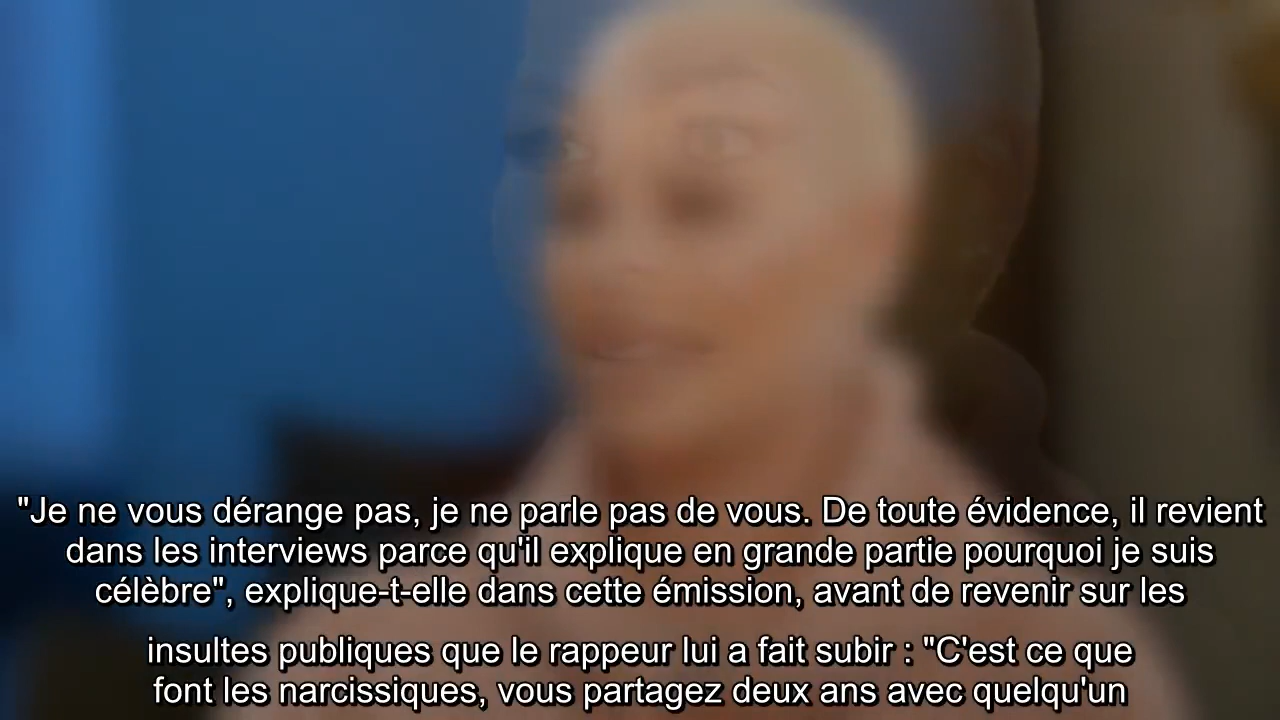 "Je ne vous dérange pas, je ne parle pas de vous. De toute évidence, il revient
dans les interviews parce qu'il explique en grande partie pourquoi je suis
célèbre", explique-t-elle dans cette émission, avant de revenir sur les
insultes publiques que le rappeur lui a fait subir : "C'est ce que
font les narcissiques, vous partagez deux ans avec quelqu'un